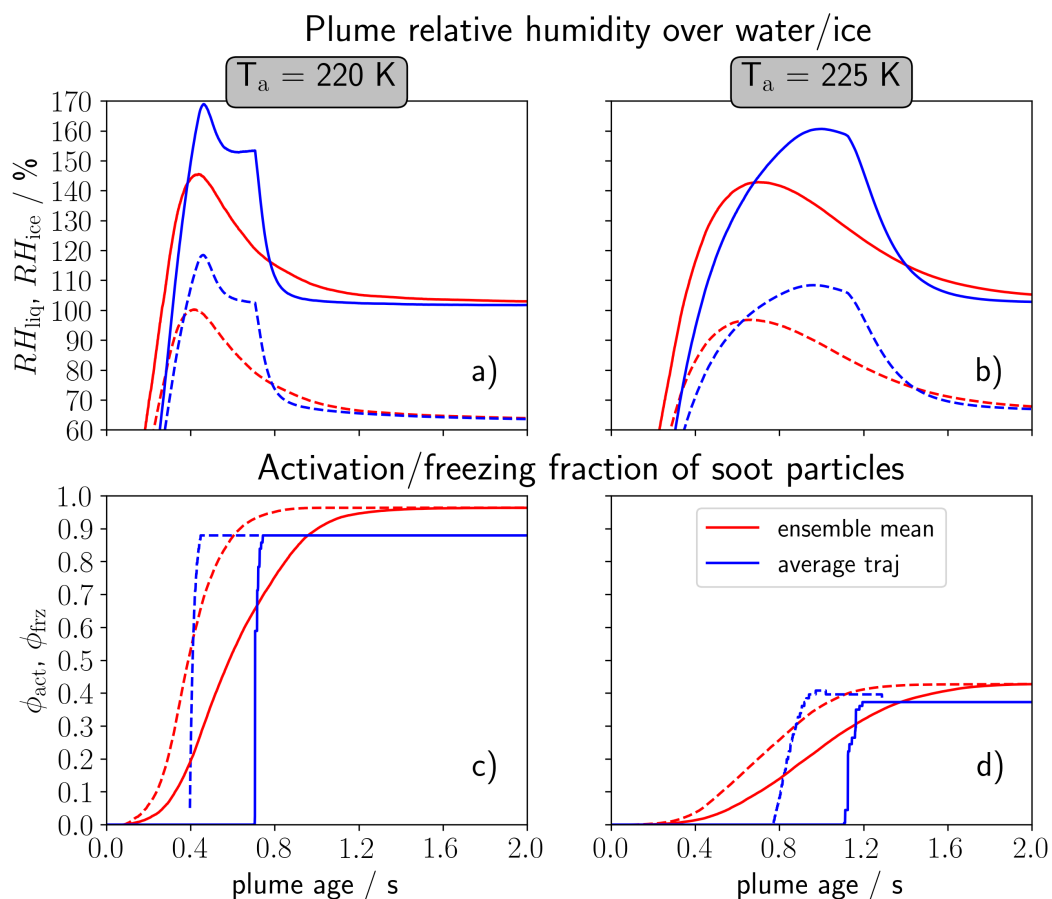 Plume relative humidity over water/ice
Tₐ = 220 K
Tₐ = 225 K
RH_liq, RH_ice / %
170
160
150
140
130
120
110
100
90
80
70
60
a)
b)
Activation/freezing fraction of soot particles
ϕ_act, ϕ_frz
1.0
0.9
0.8
0.7
0.6
0.5
0.4
0.3
0.2
0.1
0.0
ensemble mean
average traj
c)
d)
0.0 0.4 0.8 1.2 1.6 2.0
0.0 0.4 0.8 1.2 1.6 2.0
plume age / s
plume age / s